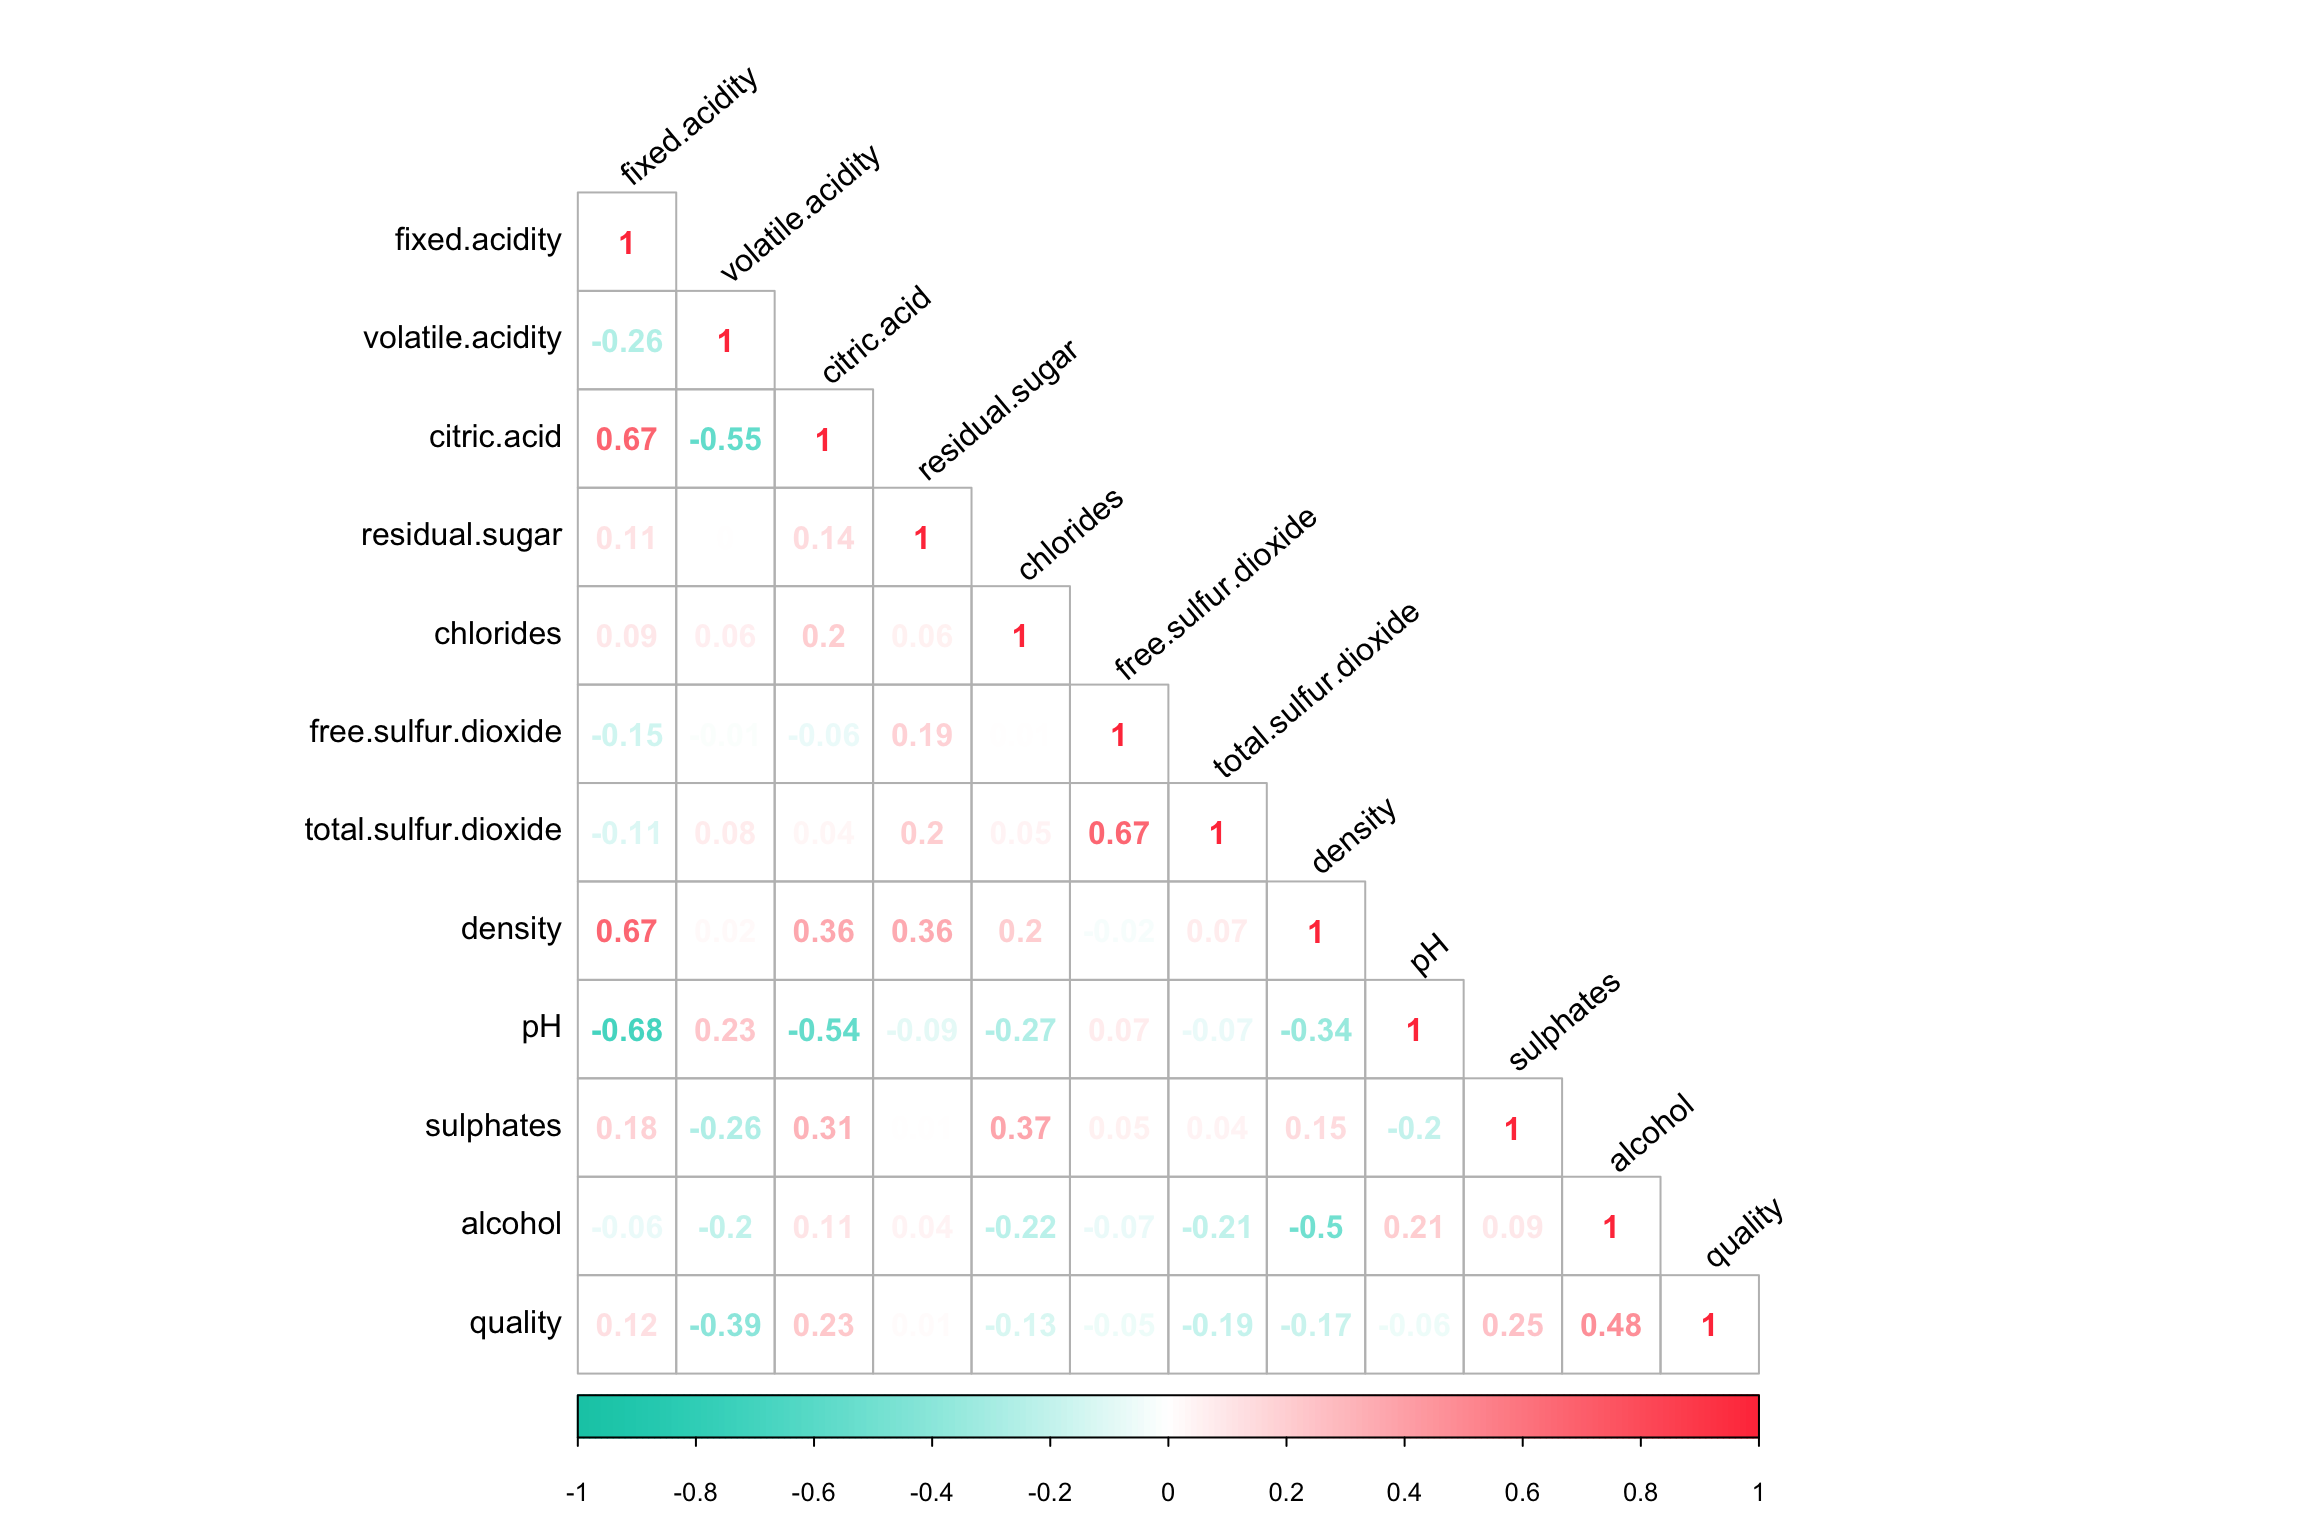 fixed.acidity
volatile.acidity
citric.acid
residual.sugar
chlorides
free.sulfur.dioxide
total.sulfur.dioxide
density
pH
sulphates
alcohol
quality
fixed.acidity 1
volatile.acidity -0.26 1
citric.acid 0.67 -0.55 1
residual.sugar 0.11 0.14 1
chlorides 0.09 0.06 0.2 0.06 1
free.sulfur.dioxide -0.15 -0.06 0.19 1
total.sulfur.dioxide -0.11 0.08 0.04 0.2 0.05 0.67 1
density 0.67 0.02 0.36 0.36 0.2 -0.02 0.07 1
pH -0.68 0.23 -0.54 -0.09 -0.27 0.07 -0.07 -0.34 1
sulphates 0.18 -0.26 0.31 0.37 0.05 0.04 0.15 -0.2 1
alcohol -0.06 -0.2 0.11 0.04 -0.22 -0.07 -0.21 -0.5 0.21 0.09 1
quality 0.12 -0.39 0.23 0.01 -0.13 -0.05 -0.19 -0.17 -0.06 0.25 0.48 1
-1 -0.8 -0.6 -0.4 -0.2 0 0.2 0.4 0.6 0.8 1